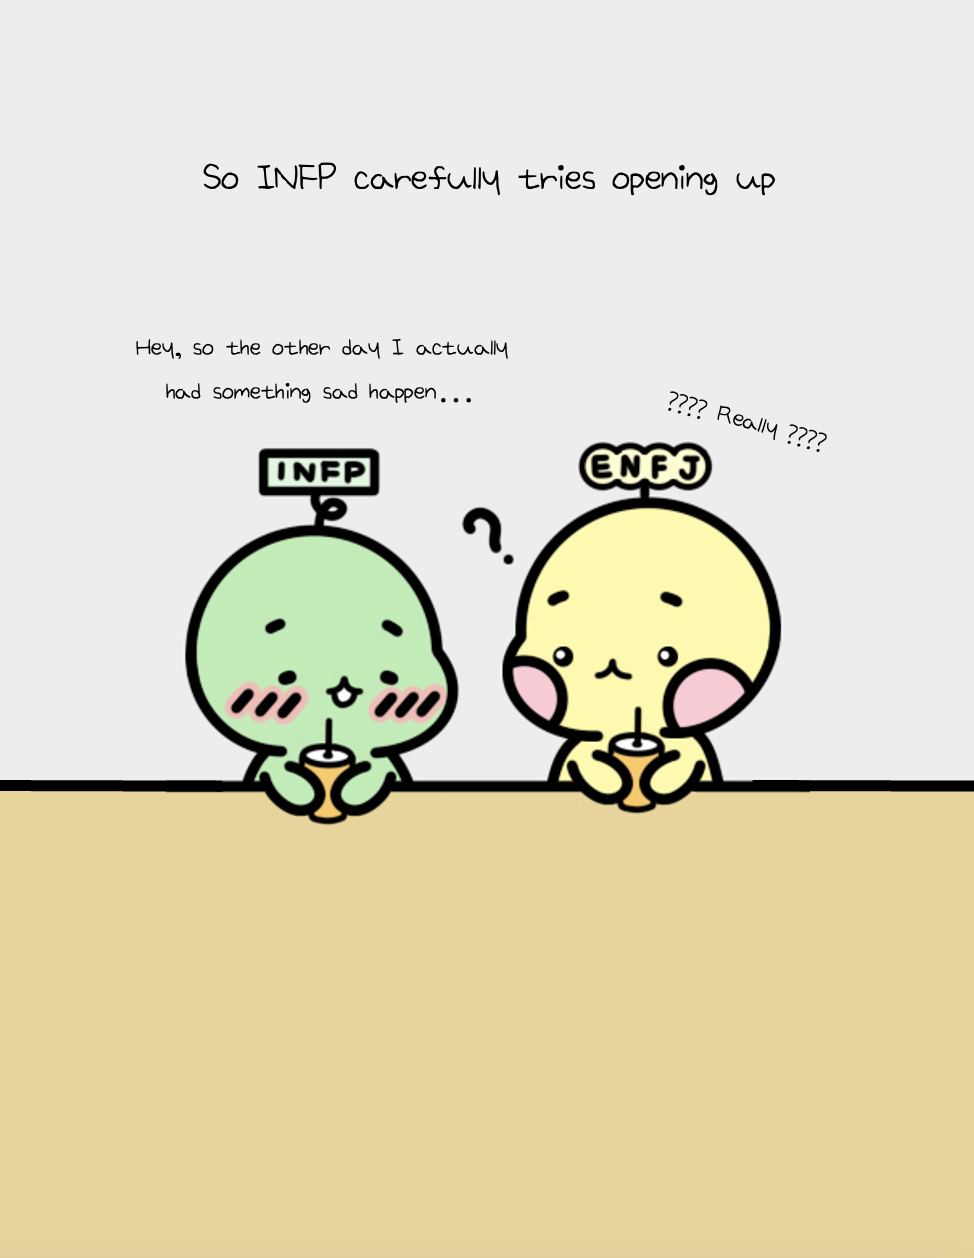 So INFP carefully tries opening up
Hey, so the other day I actually
had something sad happen...
???? Really ????
INFP
ENFJ
?